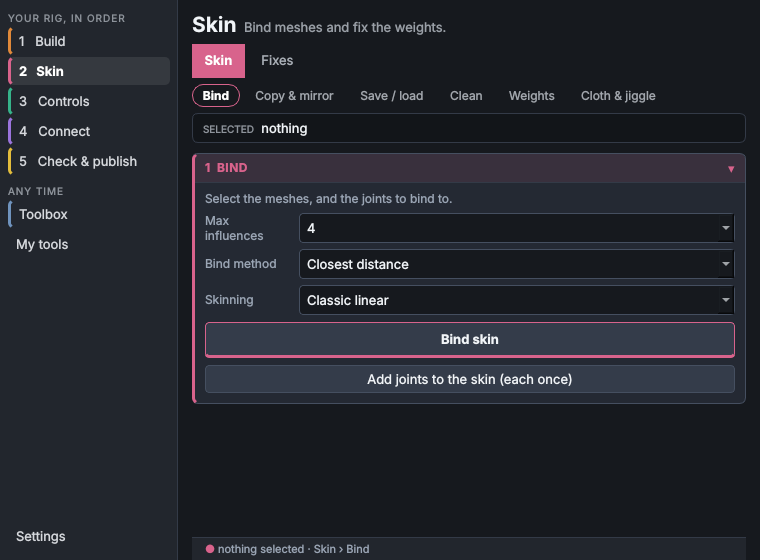 YOUR RIG, IN ORDER
1 Build
2 Skin
3 Controls
4 Connect
5 Check & publish
ANY TIME
Toolbox
My tools
Settings
Skin Bind meshes and fix the weights.
Skin Fixes
Bind Copy & mirror Save / load Clean Weights Cloth & jiggle
SELECTED nothing
1 BIND
Select the meshes, and the joints to bind to.
Max influences 4
Bind method Closest distance
Skinning Classic linear
Bind skin
Add joints to the skin (each once)
nothing selected · Skin › Bind